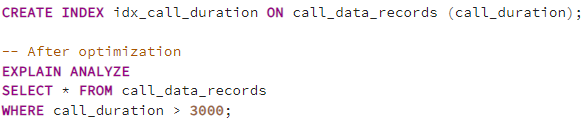 CREATE INDEX idx_call_duration ON call_data_records (call_duration);
-- After optimization
EXPLAIN ANALYZE
SELECT * FROM call_data_records
WHERE call_duration > 3000;